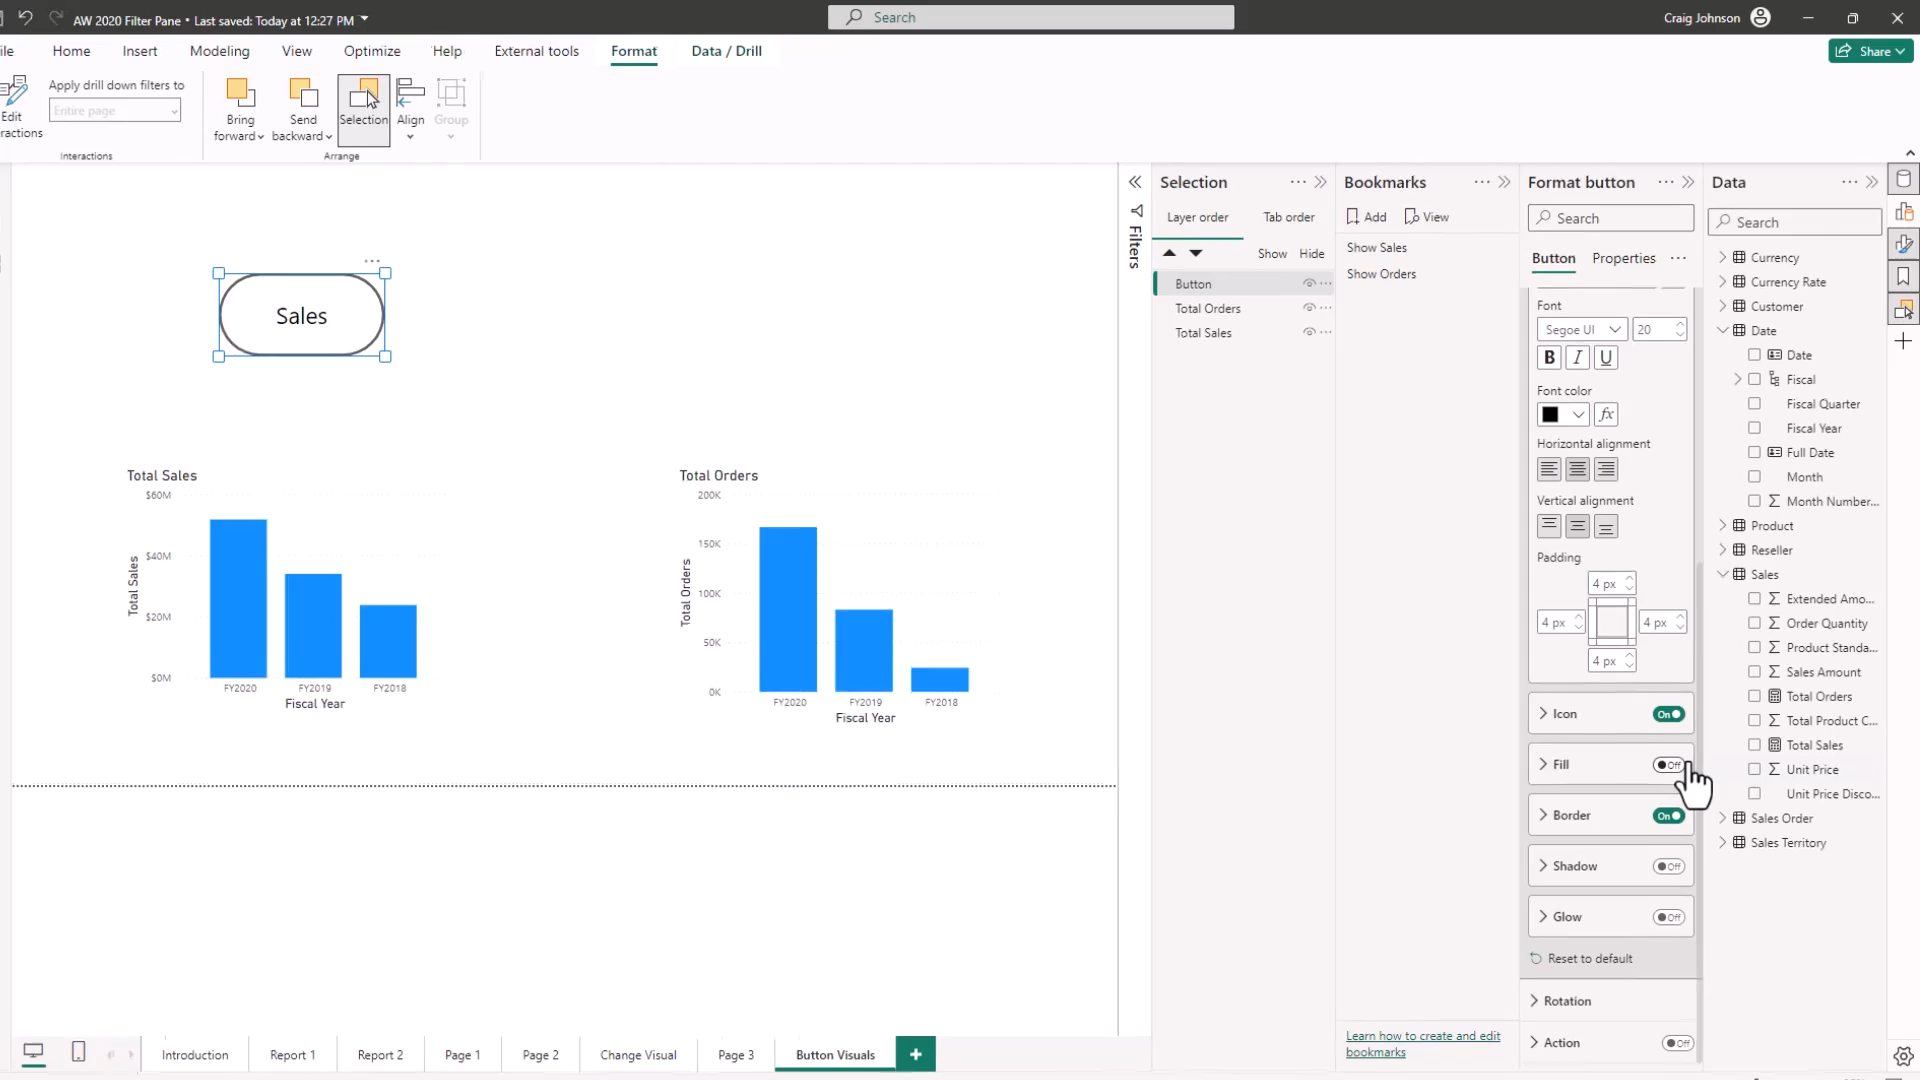 AW 2020 Filter Pane • Last saved: Today at 12:27 PM
Search
Craig Johnson
ile
Home
Insert
Modeling
View
Optimize
Help
External tools
Format
Data / Drill
Share
Edit
ractions
Apply drill down filters to
Entire page
Interactions
Bring
forward
Send
backward
Selection
Align
Group
Arrange
Sales
Total Sales
$60M
$40M
$20M
$0M
Total Sales
FY2020
FY2019
FY2018
Fiscal Year
Total Orders
200K
150K
100K
50K
0K
Total Orders
FY2020
FY2019
FY2018
Fiscal Year
Filters
Selection
Layer order
Tab order
Show
Hide
Button
Total Orders
Total Sales
Bookmarks
Add
View
Show Sales
Show Orders
Learn how to create and edit
bookmarks
Format button
Search
Button
Properties
Font
Segoe UI
20
B
I
U
Font color
fx
Horizontal alignment
Vertical alignment
Padding
4 px
4 px
4 px
4 px
Icon
On
Fill
Off
Border
On
Shadow
Off
Glow
Off
Reset to default
Rotation
Action
Off
Data
Search
Currency
Currency Rate
Customer
Date
Date
Fiscal
Fiscal Quarter
Fiscal Year
Full Date
Month
Month Number...
Product
Reseller
Sales
Extended Amo...
Order Quantity
Product Standa...
Sales Amount
Total Orders
Total Product C...
Total Sales
Unit Price
Unit Price Disco...
Sales Order
Sales Territory
Introduction
Report 1
Report 2
Page 1
Page 2
Change Visual
Page 3
Button Visuals